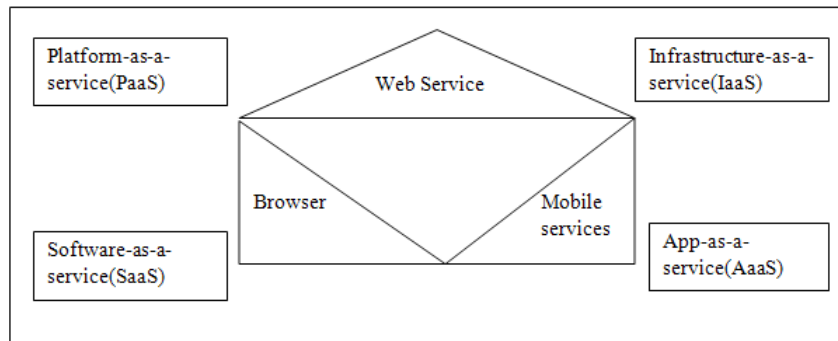 Platform-as-a-
service(PaaS)
Web Service
Infrastructure-as-a-
service(IaaS)
Browser
Mobile
services
Software-as-a-
service(SaaS)
App-as-a-
service(AaaS)